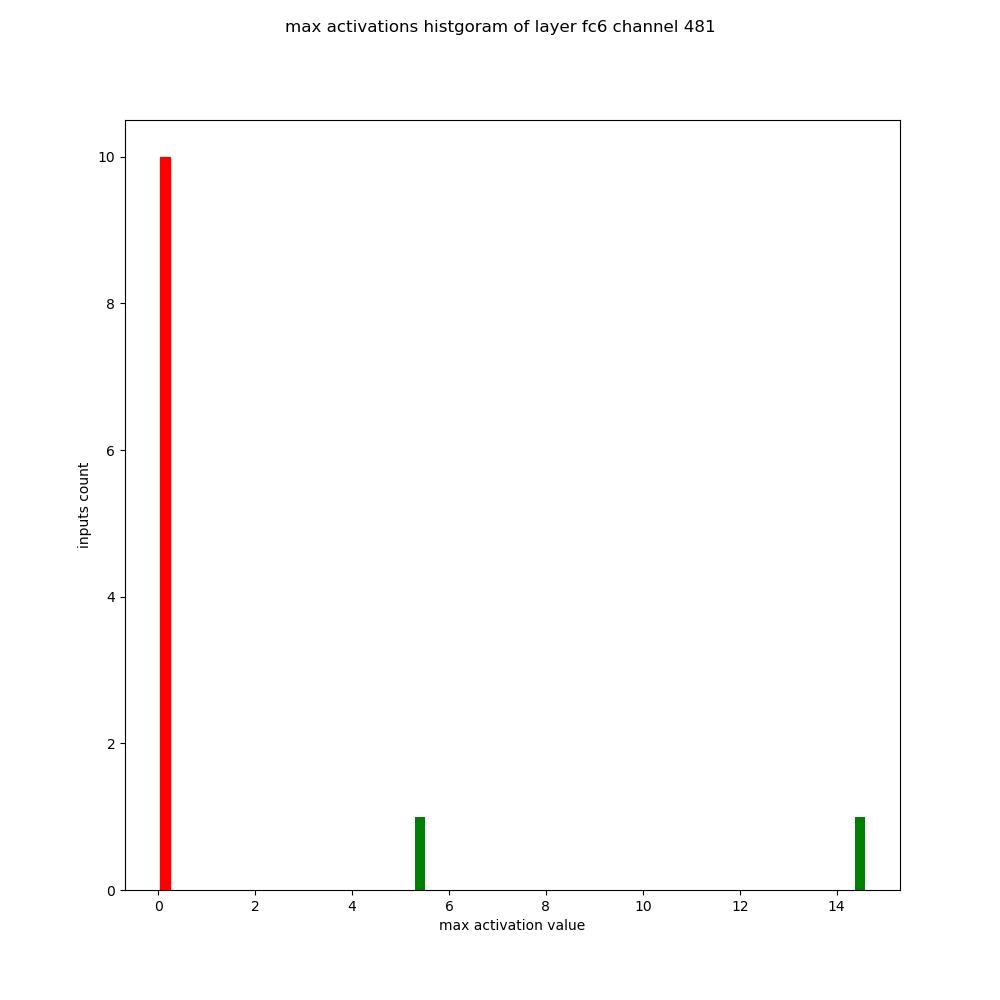 max activations histgoram of layer fc6 channel 481
10
8
6
4
2
0
inputs count
0 2 4 6 8 10 12 14
max activation value